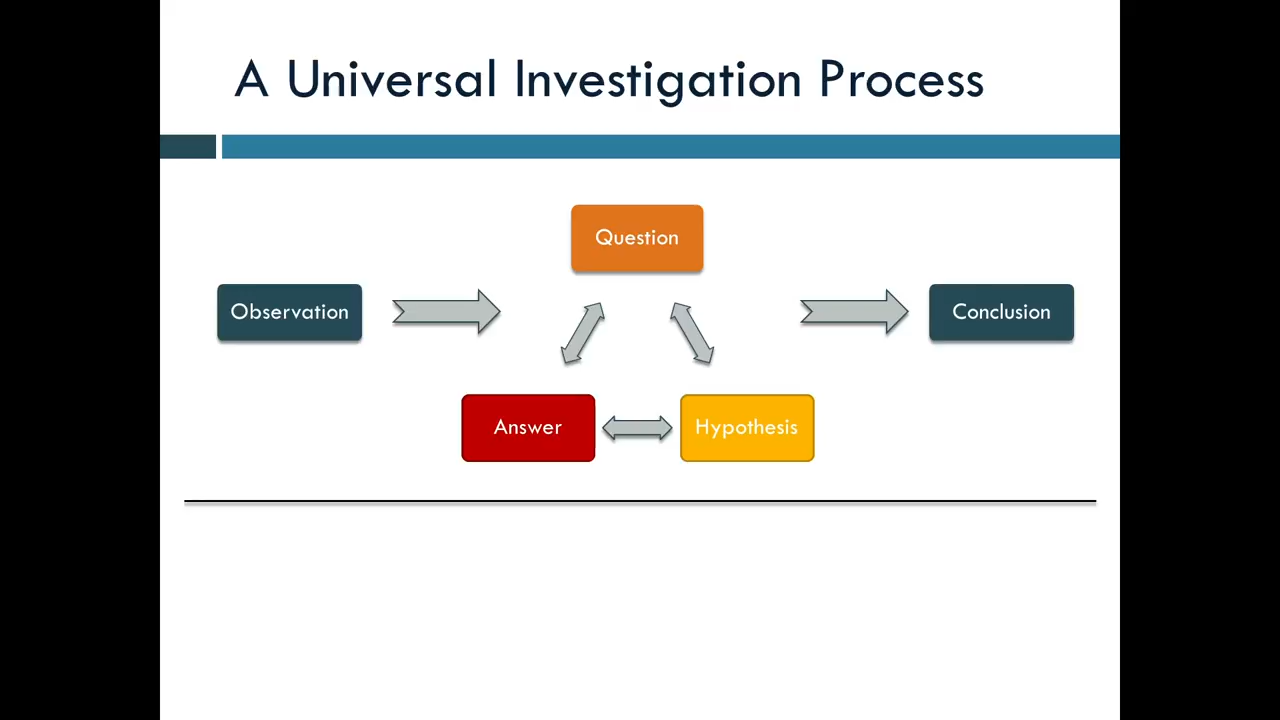 A Universal Investigation Process
Question
Observation
Conclusion
Answer
Hypothesis